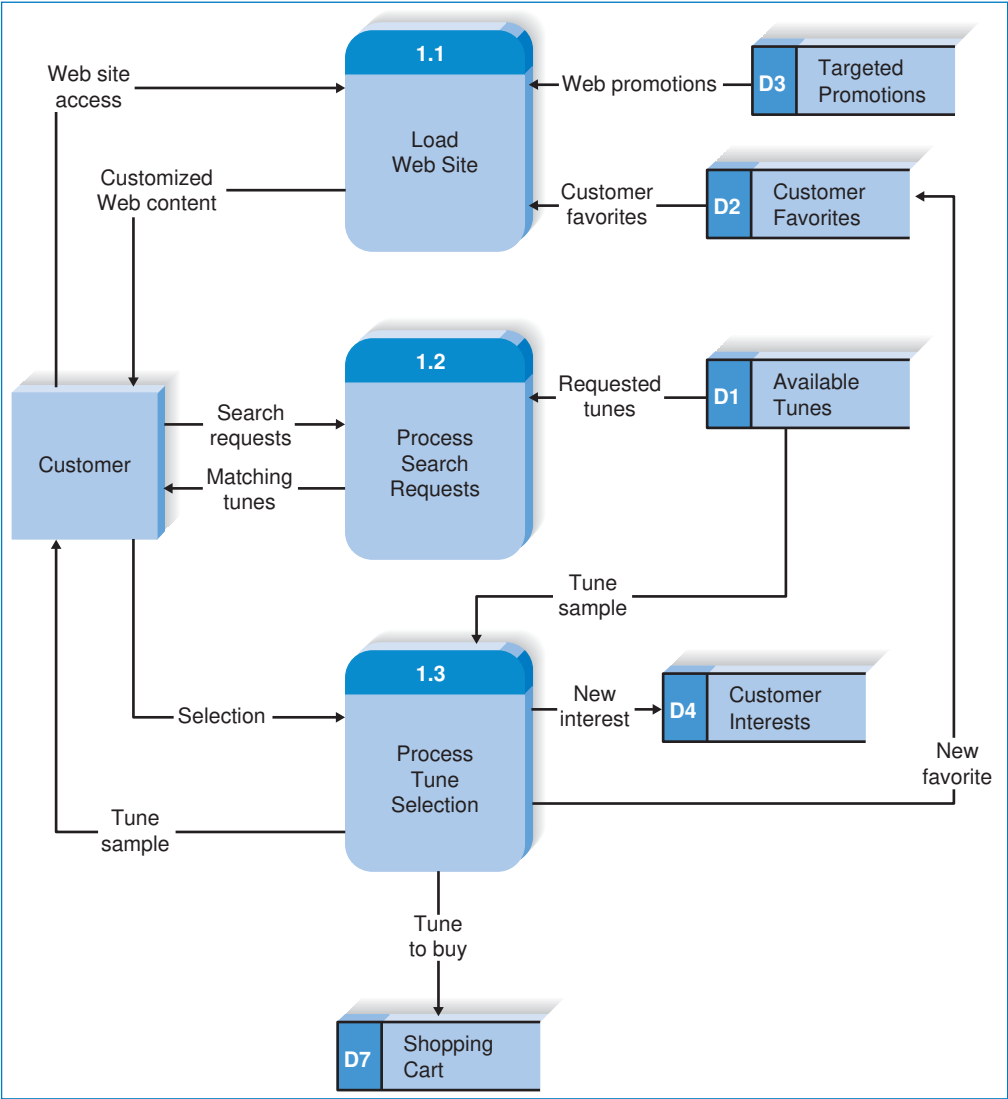 1.1
Web site
access
Load
Web Site
Web promotions
D3
Targeted
Promotions
Customized
Web content
Customer
favorites
D2
Customer
Favorites
1.2
Process
Search
Requests
Requested
tunes
D1
Available
Tunes
Customer
Search
requests
Matching
tunes
Tune
sample
1.3
Process
Tune
Selection
Selection
New
interest
D4
Customer
Interests
New
favorite
Tune
sample
Tune
to buy
D7
Shopping
Cart